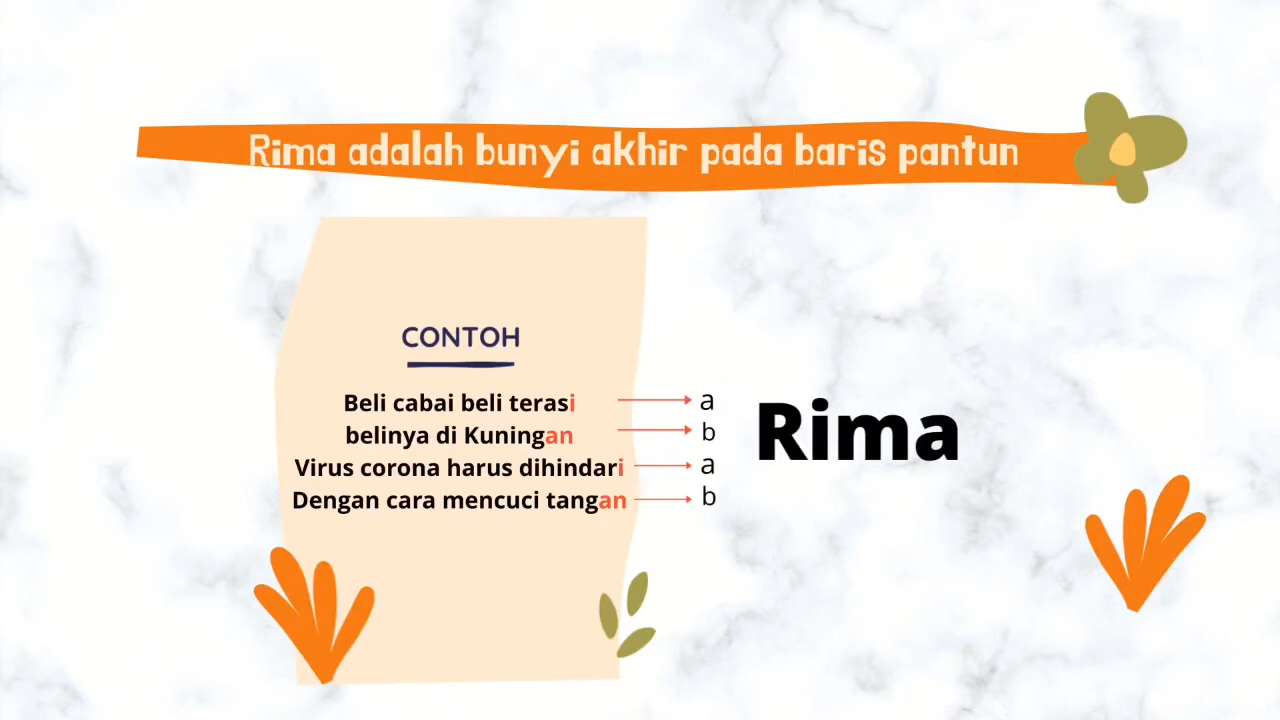 Rima adalah bunyi akhir pada baris pantun
CONTOH
Beli cabai beli terasi a
belinya di Kuningan b
Virus corona harus dihindari a
Dengan cara mencuci tangan b
Rima